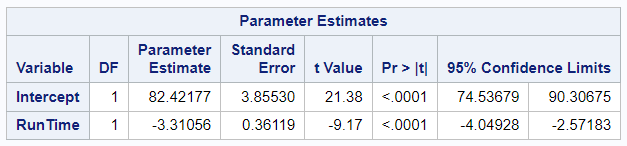 Parameter Estimates
Variable DF Parameter Estimate Standard Error t Value Pr > |t| 95% Confidence Limits
Intercept 1 82.42177 3.85530 21.38 <.0001 74.53679 90.30675
RunTime 1 -3.31056 0.36119 -9.17 <.0001 -4.04928 -2.57183